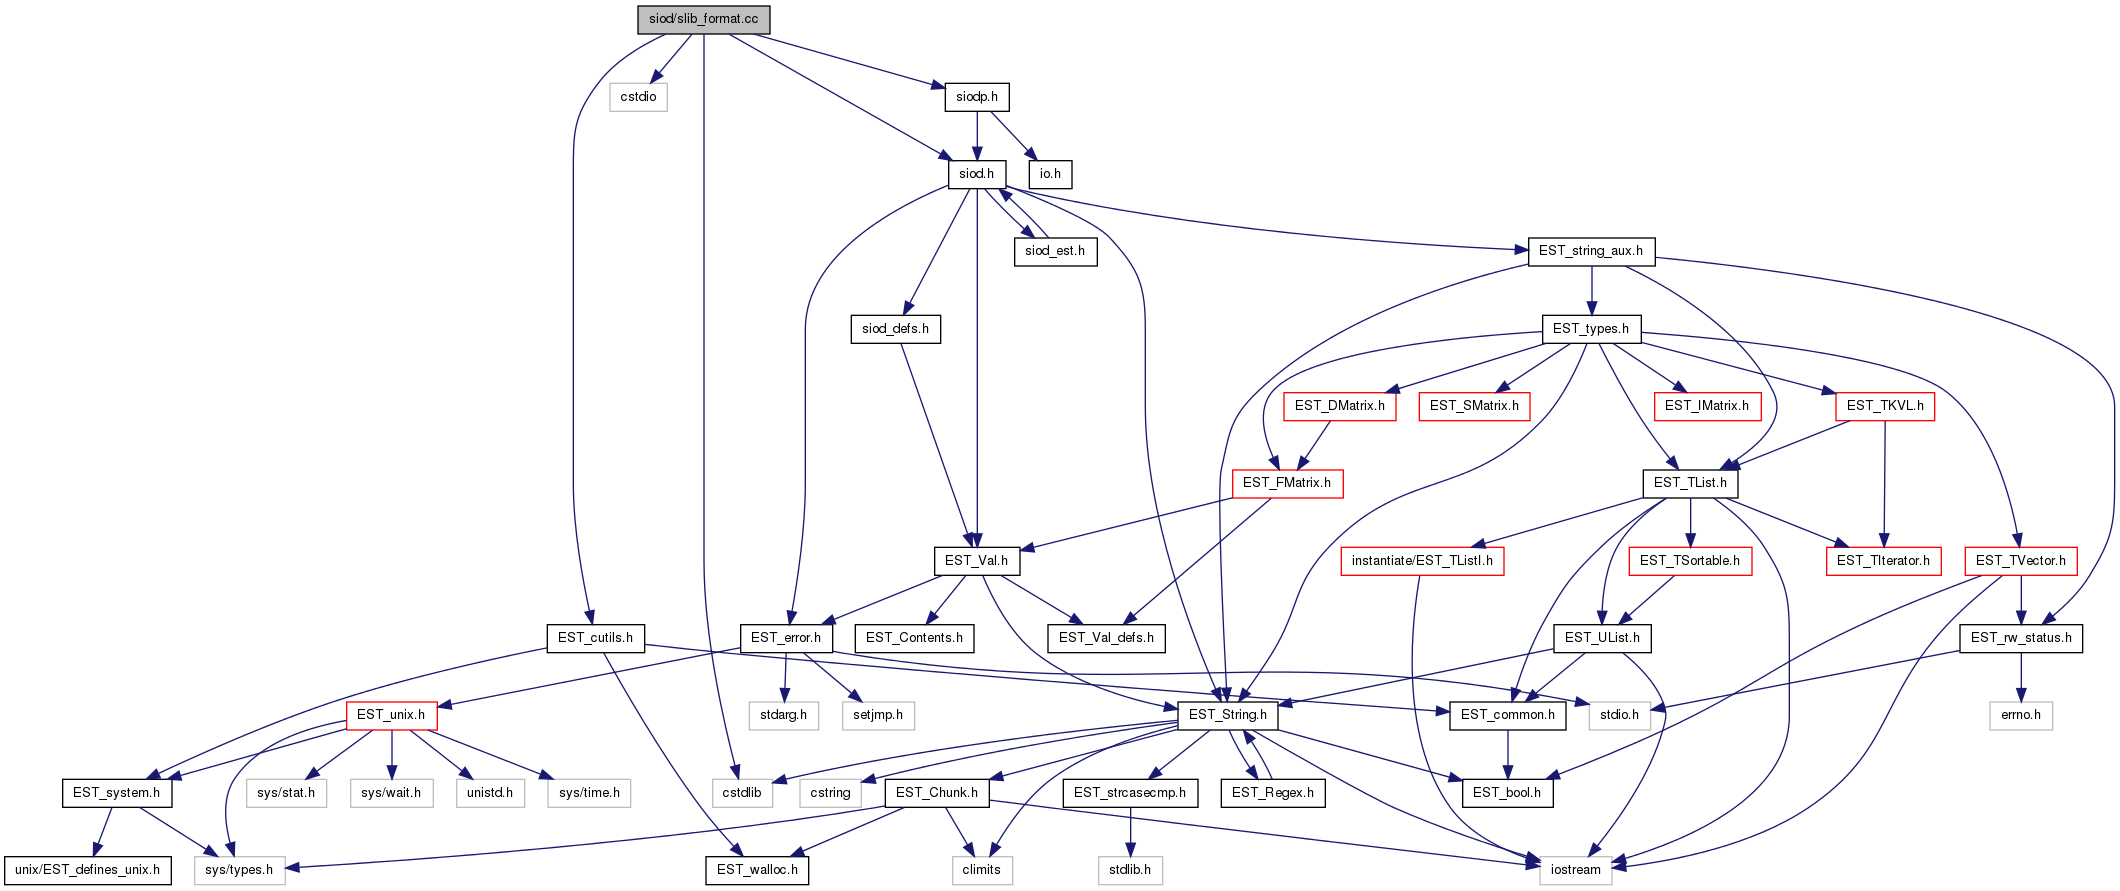 siod/slib_format.cc
cstdio
siodp.h
siod.h
io.h
siod_est.h
EST_string_aux.h
siod_defs.h
EST_types.h
EST_DMatrix.h
EST_SMatrix.h
EST_IMatrix.h
EST_TKVL.h
EST_FMatrix.h
EST_TList.h
EST_Val.h
instantiate/EST_TListI.h
EST_TSortable.h
EST_TIterator.h
EST_TVector.h
EST_cutils.h
EST_error.h
EST_Contents.h
EST_Val_defs.h
EST_UList.h
EST_rw_status.h
EST_unix.h
stdarg.h
setjmp.h
EST_String.h
EST_common.h
stdio.h
errno.h
EST_system.h
sys/stat.h
sys/wait.h
unistd.h
sys/time.h
cstdlib
cstring
EST_Chunk.h
EST_strcasecmp.h
EST_Regex.h
EST_bool.h
unix/EST_defines_unix.h
sys/types.h
EST_walloc.h
climits
stdlib.h
iostream